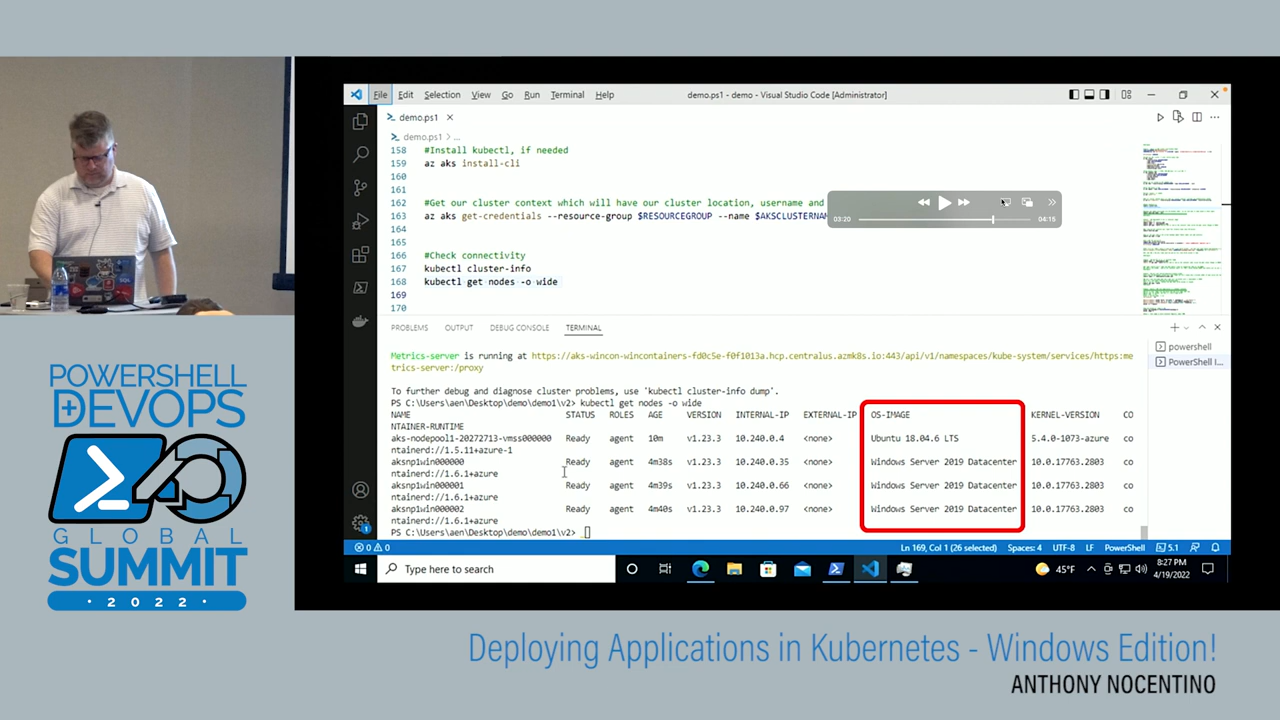 File Edit Selection View Go Run Terminal Help
demo.ps1 - demo - Visual Studio Code [Administrator]
demo.ps1
demo.ps1 > ...
158 #Install kubectl, if needed
159 az aks install-cli
160
161
162 #Get our cluster context which will have our cluster location, username and
163 az aks get-credentials --resource-group $RESOURCEGROUP --name $AKSCLUSTERNAM
164
165
166 #Check connectivity
167 kubectl cluster-info
168 kubectl get nodes -o wide
169
170
03:20 04:15
PROBLEMS OUTPUT DEBUG CONSOLE TERMINAL
powershell
PowerShell I...
Metrics-server is running at https://aks-wincon-wincontainers-fd0c5e-f0f1013a.hcp.centralus.azmk8s.io:443/api/v1/namespaces/kube-system/services/https:me
trics-server:/proxy
To further debug and diagnose cluster problems, use 'kubectl cluster-info dump'.
PS C:\Users\aen\Desktop\demo\demo1\v2> kubectl get nodes -o wide
NAME STATUS ROLES AGE VERSION INTERNAL-IP EXTERNAL-IP OS-IMAGE KERNEL-VERSION CO
NTAINER-RUNTIME
aks-nodepool1-20272713-vmss000000 Ready agent 10m v1.23.3 10.240.0.4 <none> Ubuntu 18.04.6 LTS 5.4.0-1073-azure co
ntainerd://1.5.11+azure-1
aksnp1win000000 Ready agent 4m38s v1.23.3 10.240.0.35 <none> Windows Server 2019 Datacenter 10.0.17763.2803 co
ntainerd://1.6.1+azure
aksnp1win000001 Ready agent 4m39s v1.23.3 10.240.0.66 <none> Windows Server 2019 Datacenter 10.0.17763.2803 co
ntainerd://1.6.1+azure
aksnp1win000002 Ready agent 4m40s v1.23.3 10.240.0.97 <none> Windows Server 2019 Datacenter 10.0.17763.2803 co
ntainerd://1.6.1+azure
PS C:\Users\aen\Desktop\demo\demo1\v2>
0 0 Ln 169, Col 1 (26 selected) Spaces: 4 UTF-8 LF PowerShell 5.1
Type here to search
45°F
8:27 PM
4/19/2022
POWERSHELL
DEVOPS
GLOBAL
SUMMIT
· 2022 ·
Deploying Applications in Kubernetes - Windows Edition!
ANTHONY NOCENTINO